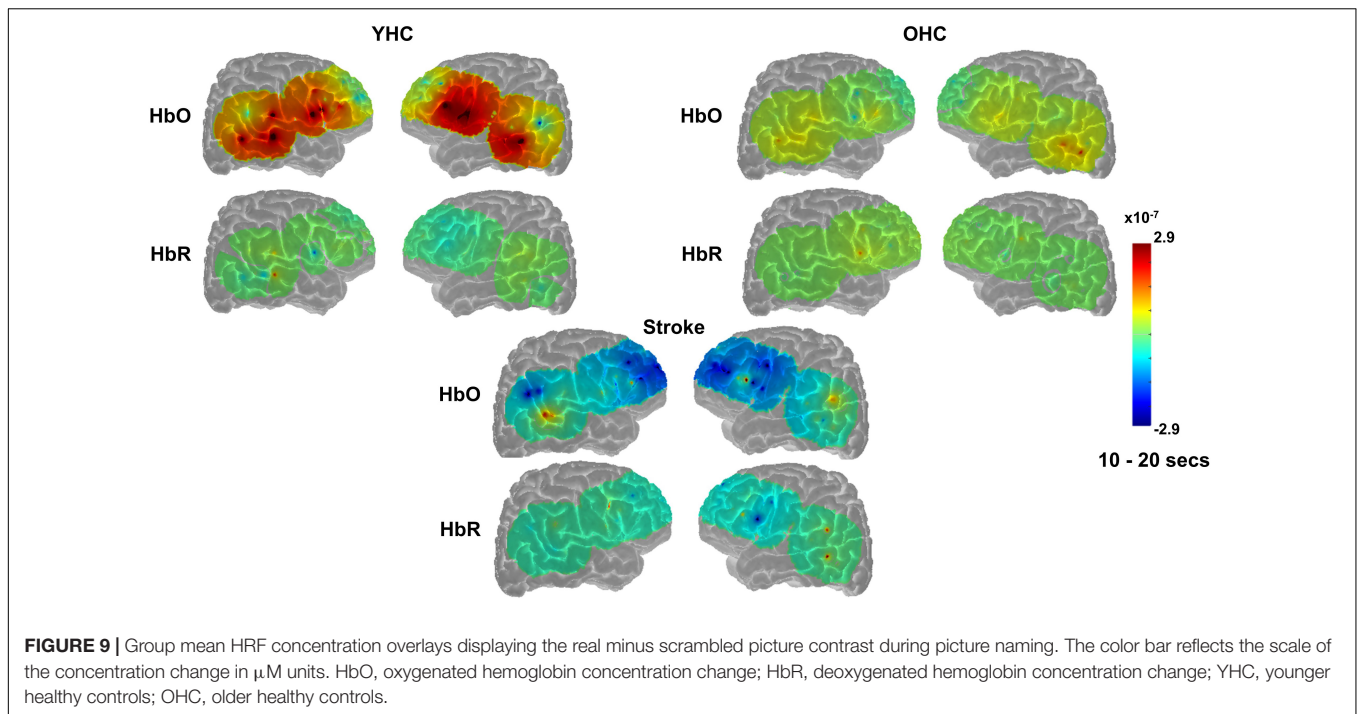 YHC
OHC
HbO
HbO
HbR
HbR
x10-7
2.9
-2.9
10 - 20 secs
Stroke
HbO
HbR
FIGURE 9 | Group mean HRF concentration overlays displaying the real minus scrambled picture contrast during picture naming. The color bar reflects the scale of
the concentration change in μM units. HbO, oxygenated hemoglobin concentration change; HbR, deoxygenated hemoglobin concentration change; YHC, younger
healthy controls; OHC, older healthy controls.